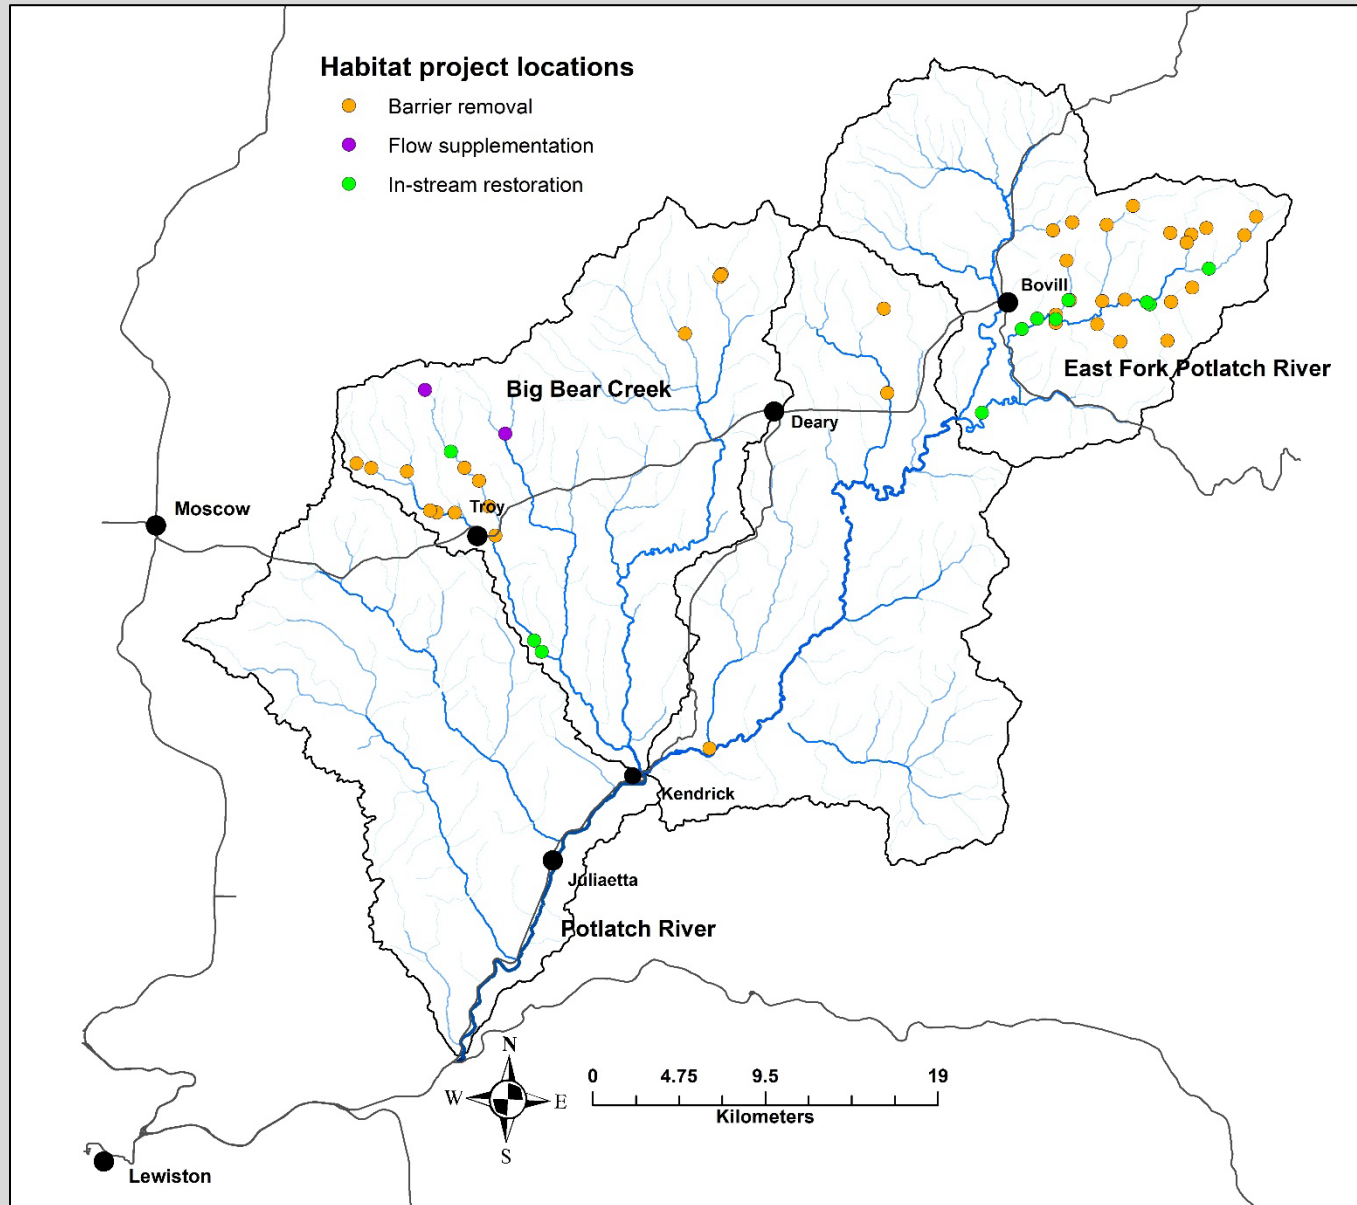 Habitat project locations
Barrier removal
Flow supplementation
In-stream restoration
Bovill
East Fork Potlatch River
Big Bear Creek
Deary
Troy
Moscow
Kendrick
Juliaetta
Potlatch River
N
W E
S
0 4.75 9.5 19
Kilometers
Lewiston